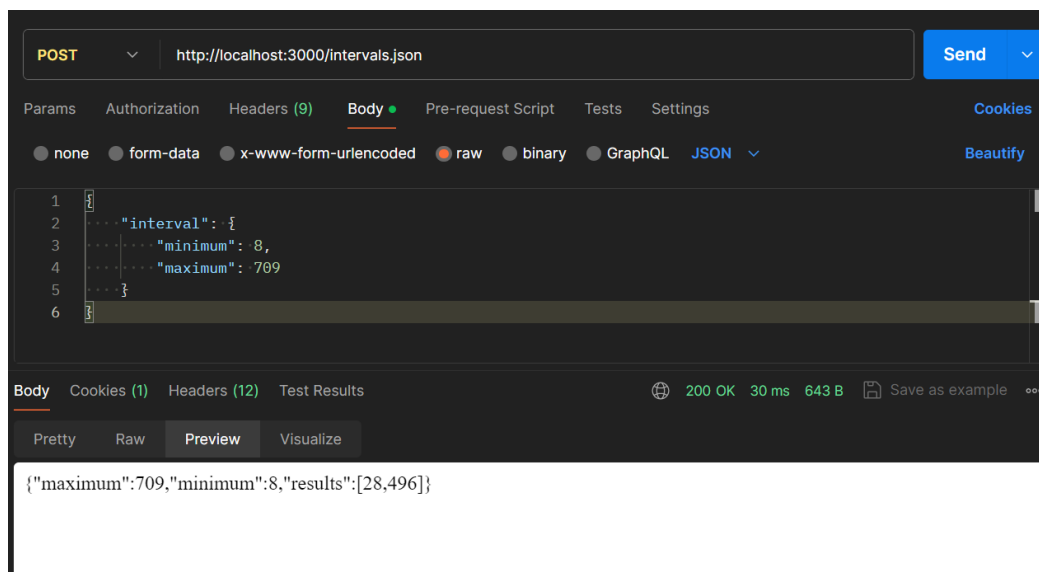 POST http://localhost:3000/intervals.json Send
Params Authorization Headers (9) Body Pre-request Script Tests Settings Cookies
none form-data x-www-form-urlencoded raw binary GraphQL JSON Beautify
1 {
2 "interval": {
3 "minimum": 8,
4 "maximum": 709
5 }
6 }
Body Cookies (1) Headers (12) Test Results 200 OK 30 ms 643 B Save as example
Pretty Raw Preview Visualize
{"maximum":709,"minimum":8,"results":[28,496]}